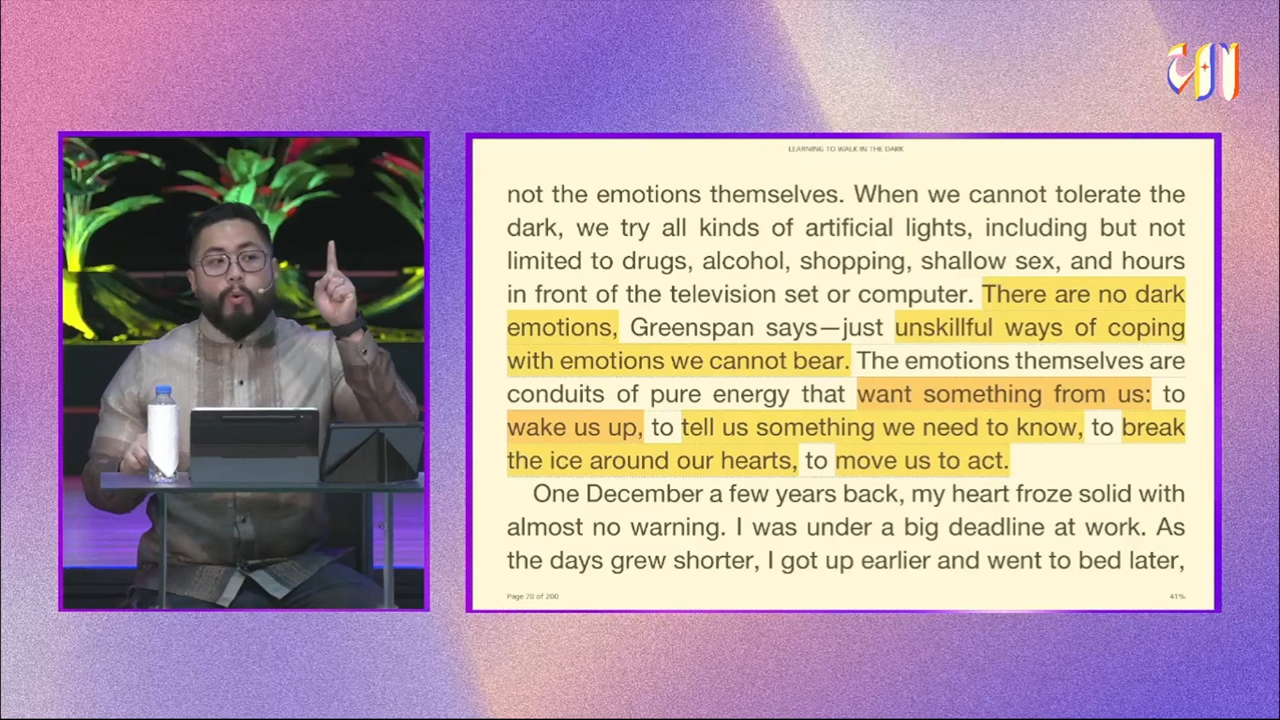 LEARNING TO WALK IN THE DARK
not the emotions themselves. When we cannot tolerate the
dark, we try all kinds of artificial lights, including but not
limited to drugs, alcohol, shopping, shallow sex, and hours
in front of the television set or computer. There are no dark
emotions, Greenspan says—just unskillful ways of coping
with emotions we cannot bear. The emotions themselves are
conduits of pure energy that want something from us: to
wake us up, to tell us something we need to know, to break
the ice around our hearts, to move us to act.
One December a few years back, my heart froze solid with
almost no warning. I was under a big deadline at work. As
the days grew shorter, I got up earlier and went to bed later,
Page 78 of 200
41%